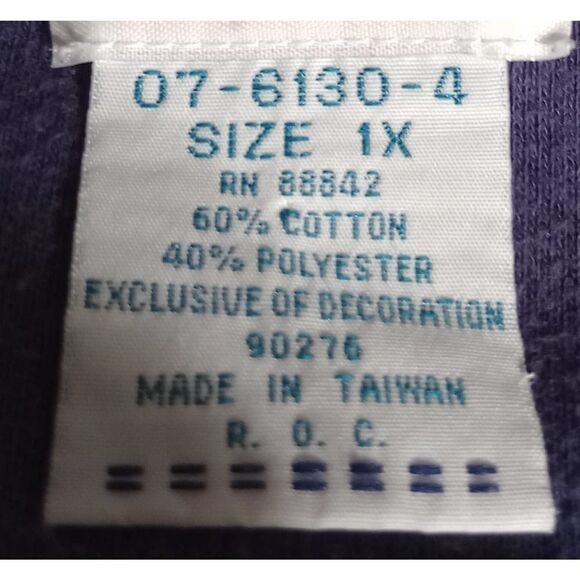 07-6130-4
SIZE 1X
RN 88842
60% COTTON
40% POLYESTER
EXCLUSIVE OF DECORATION
90276
MADE IN TAIWAN
R. O. C.